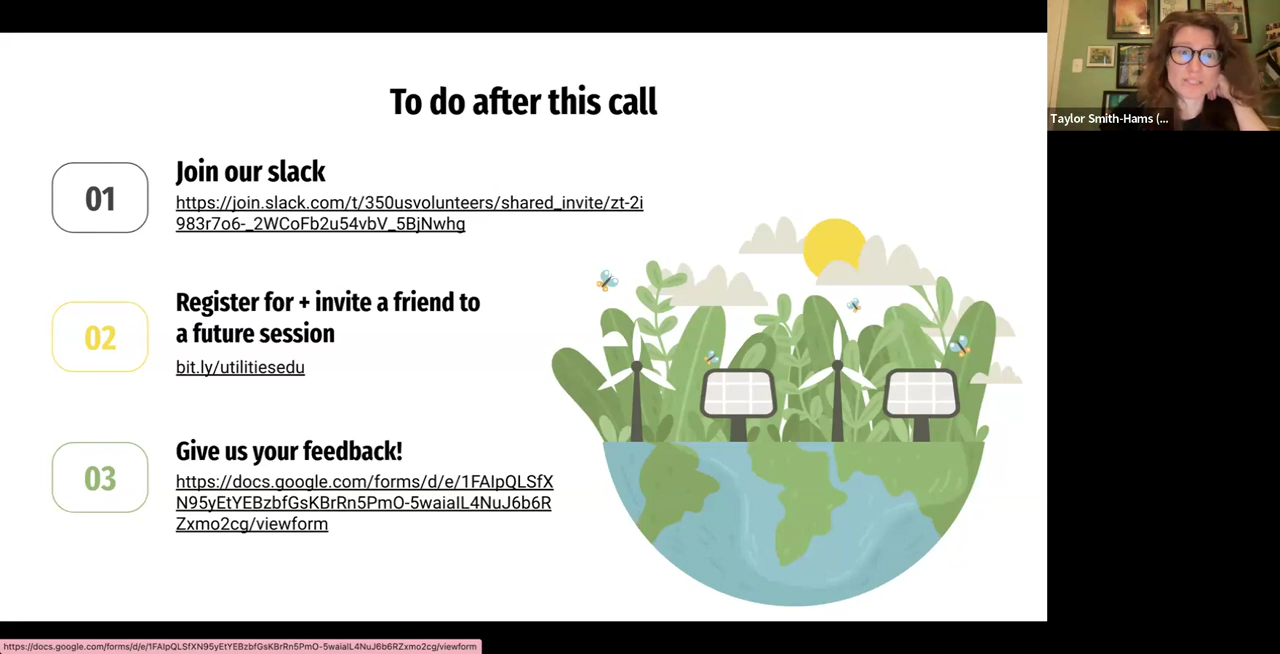 To do after this call
01
Join our slack
https://join.slack.com/t/350usvolunteers/shared_invite/zt-2i
983r7o6-_2WCoFb2u54vbV_5BjNwhg
02
Register for + invite a friend to
a future session
bit.ly/utilitiesedu
03
Give us your feedback!
https://docs.google.com/forms/d/e/1FAIpQLSfX
N95yEtYEBzbfGsKBrRn5PmO-5waiaIL4NuJ6b6R
Zxmo2cg/viewform
Taylor Smith-Hams (...
https://docs.google.com/forms/d/e/1FAIpQLSfXN95yEtYEBzbfGsKBrRn5PmO-5waiaIL4NuJ6b6RZxmo2cg/viewform